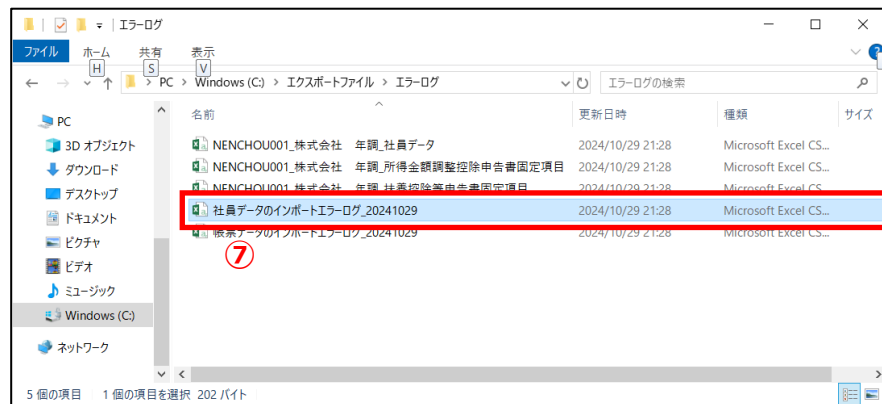 エラーログ
ファイル ホーム 共有 表示
H S V
PC > Windows (C:) > エクスポートファイル > エラーログ
エラーログの検索
名前 更新日時 種類 サイズ
PC
3D オブジェクト
ダウンロード
デスクトップ
ドキュメント
ピクチャ
ビデオ
ミュージック
Windows (C:)
ネットワーク
NENCHOU001_株式会社 年調_社員データ 2024/10/29 21:28 Microsoft Excel CS...
NENCHOU001_株式会社 年調_所得金額調整控除申告書固定項目 2024/10/29 21:28 Microsoft Excel CS...
NENCHOU001_株式会社 年調_扶養控除等申告書固定項目 2024/10/29 21:28 Microsoft Excel CS...
社員データのインポートエラーログ_20241029 2024/10/29 21:28 Microsoft Excel CS...
帳票データのインポートエラーログ_20241029 2024/10/29 21:28 Microsoft Excel CS...
⑦
5 個の項目 1 個の項目を選択 202 バイト